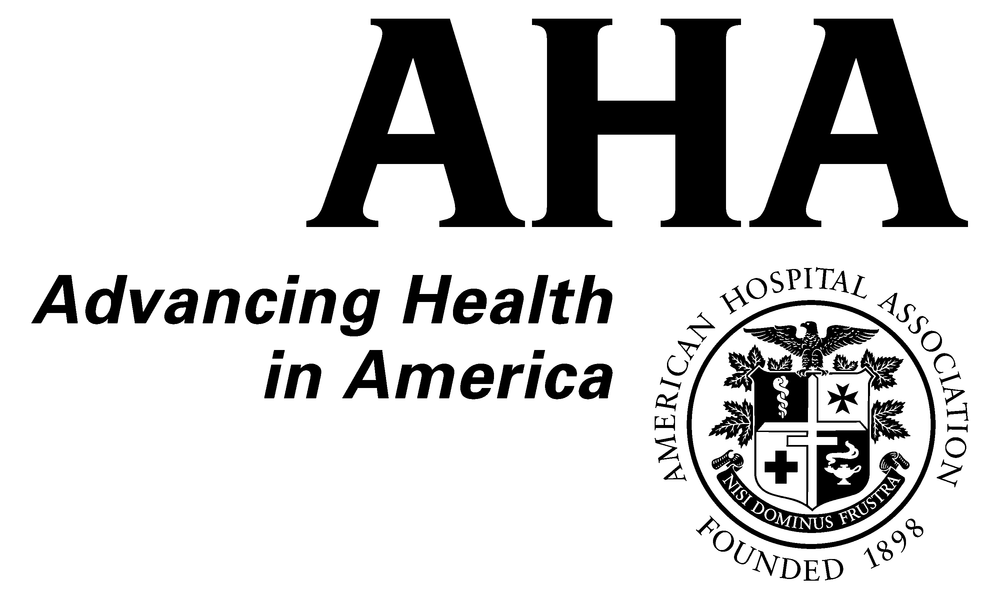 AHA
Advancing Health
in America
AMERICAN HOSPITAL ASSOCIATION
NISI DOMINUS FRUSTRA
FOUNDED 1898